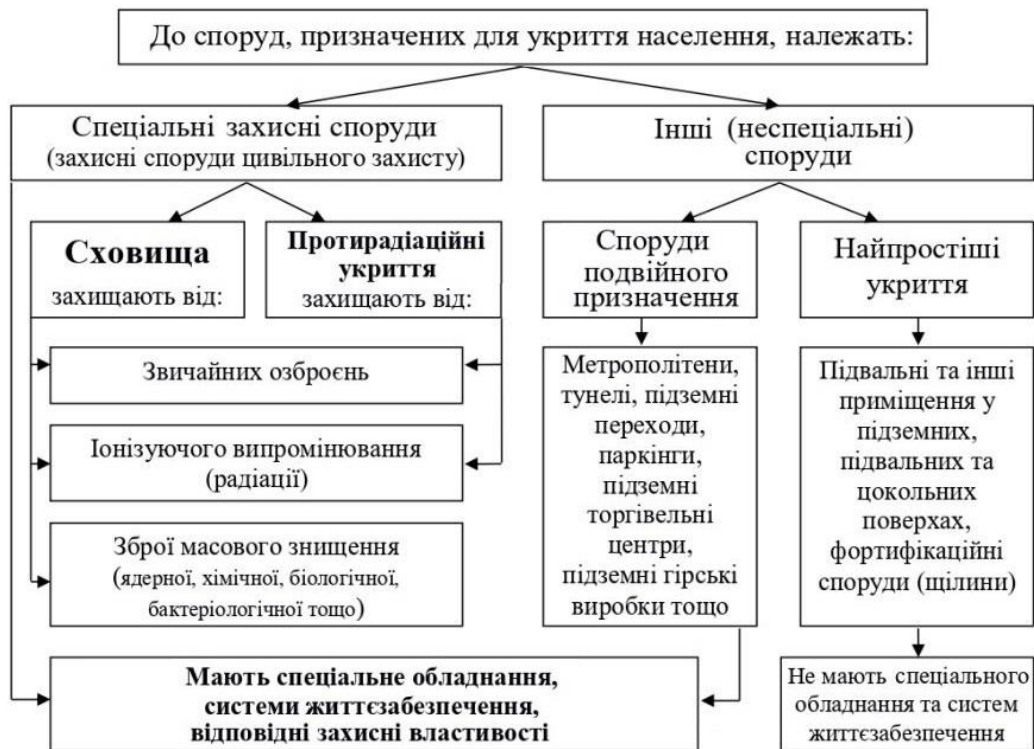 До споруд, призначених для укриття населення, належать:
Спеціальні захисні споруди
(захисні споруди цивільного захисту)
Інші (неспеціальні)
споруди
Сховища
захищають від:
Протирадіаційні
укриття
захищають від:
Споруди
подвійного
призначення
Найпростіші
укриття
Звичайних озброєнь
Іонізуючого випромінювання
(радіації)
Зброї масового знищення
(ядерної, хімічної, біологічної,
бактеріологічної тощо)
Метрополітени,
тунелі, підземні
переходи,
паркінги,
підземні
торгівельні
центри,
підземні гірські
виробки тощо
Підвальні та інші
приміщення у
підземних,
підвальних та
цокольних
поверхах,
фортифікаційні
споруди (щілини)
Мають спеціальне обладнання,
системи життєзабезпечення,
відповідні захисні властивості
Не мають спеціального
обладнання та систем
життєзабезпечення